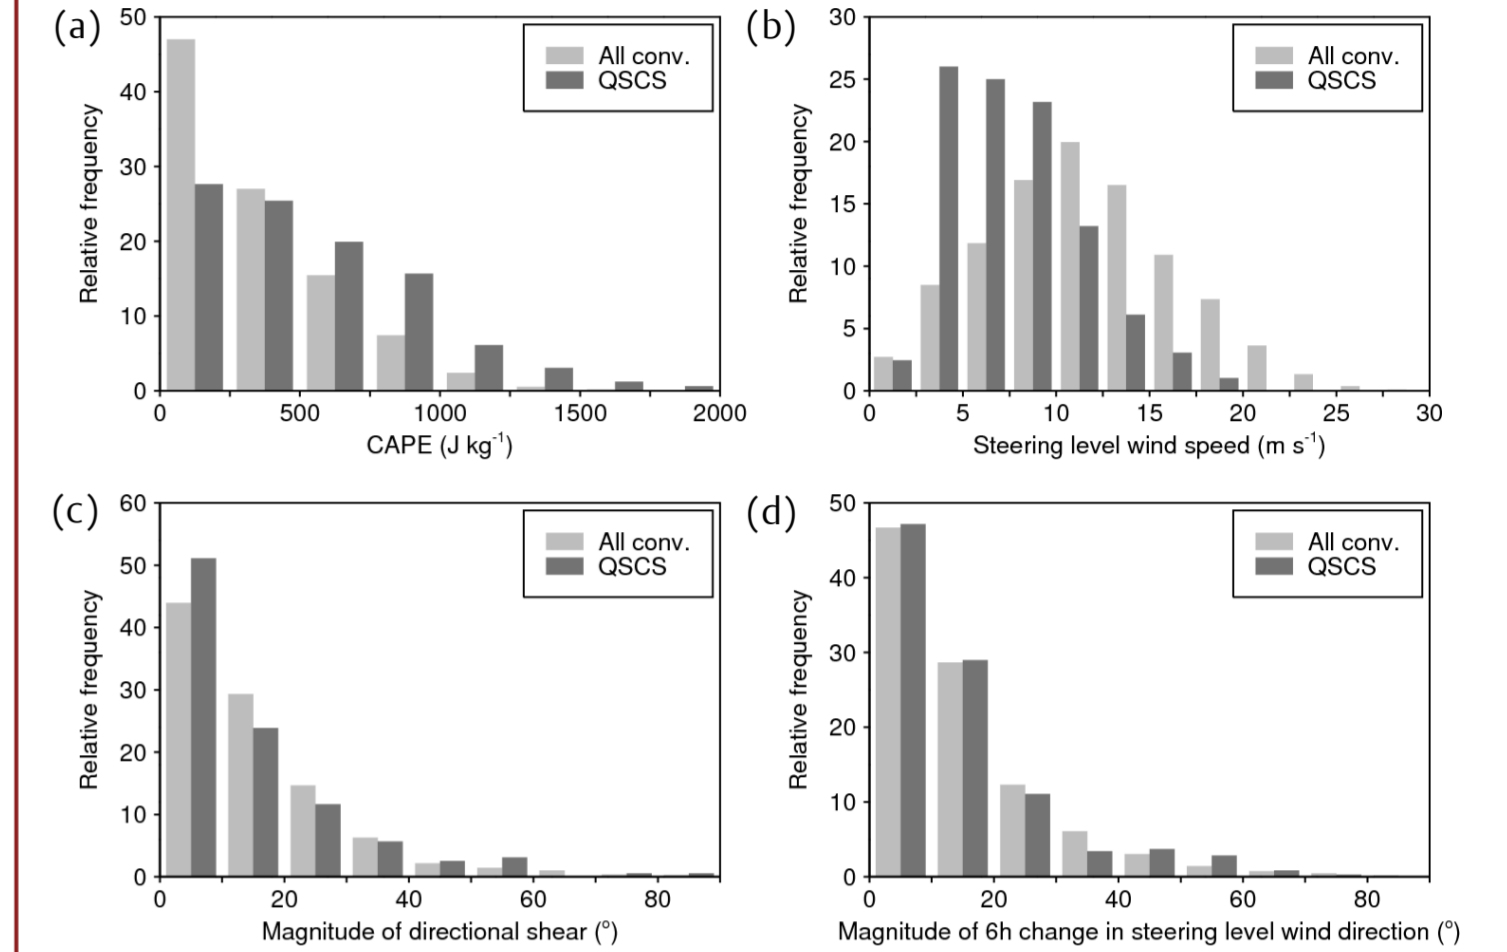 (a)
50
40
30
20
10
0
Relative frequency
All conv.
QSCS
0 500 1000 1500 2000
CAPE (J kg⁻¹)
(b)
30
25
20
15
10
5
0
Relative frequency
All conv.
QSCS
0 5 10 15 20 25 30
Steering level wind speed (m s⁻¹)
(c)
60
50
40
30
20
10
0
Relative frequency
All conv.
QSCS
0 20 40 60 80
Magnitude of directional shear (°)
(d)
50
40
30
20
10
0
Relative frequency
All conv.
QSCS
0 20 40 60 80
Magnitude of 6h change in steering level wind direction (°)